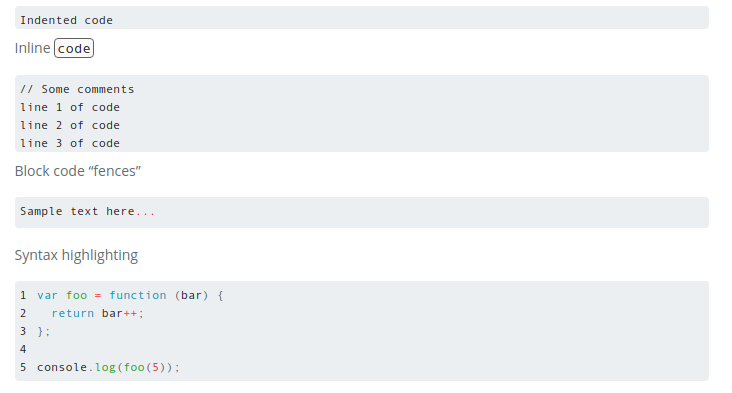 Indented code
Inline code
// Some comments
line 1 of code
line 2 of code
line 3 of code
Block code “fences”
Sample text here...
Syntax highlighting
1 var foo = function (bar) {
2   return bar++;
3 };
4
5 console.log(foo(5));